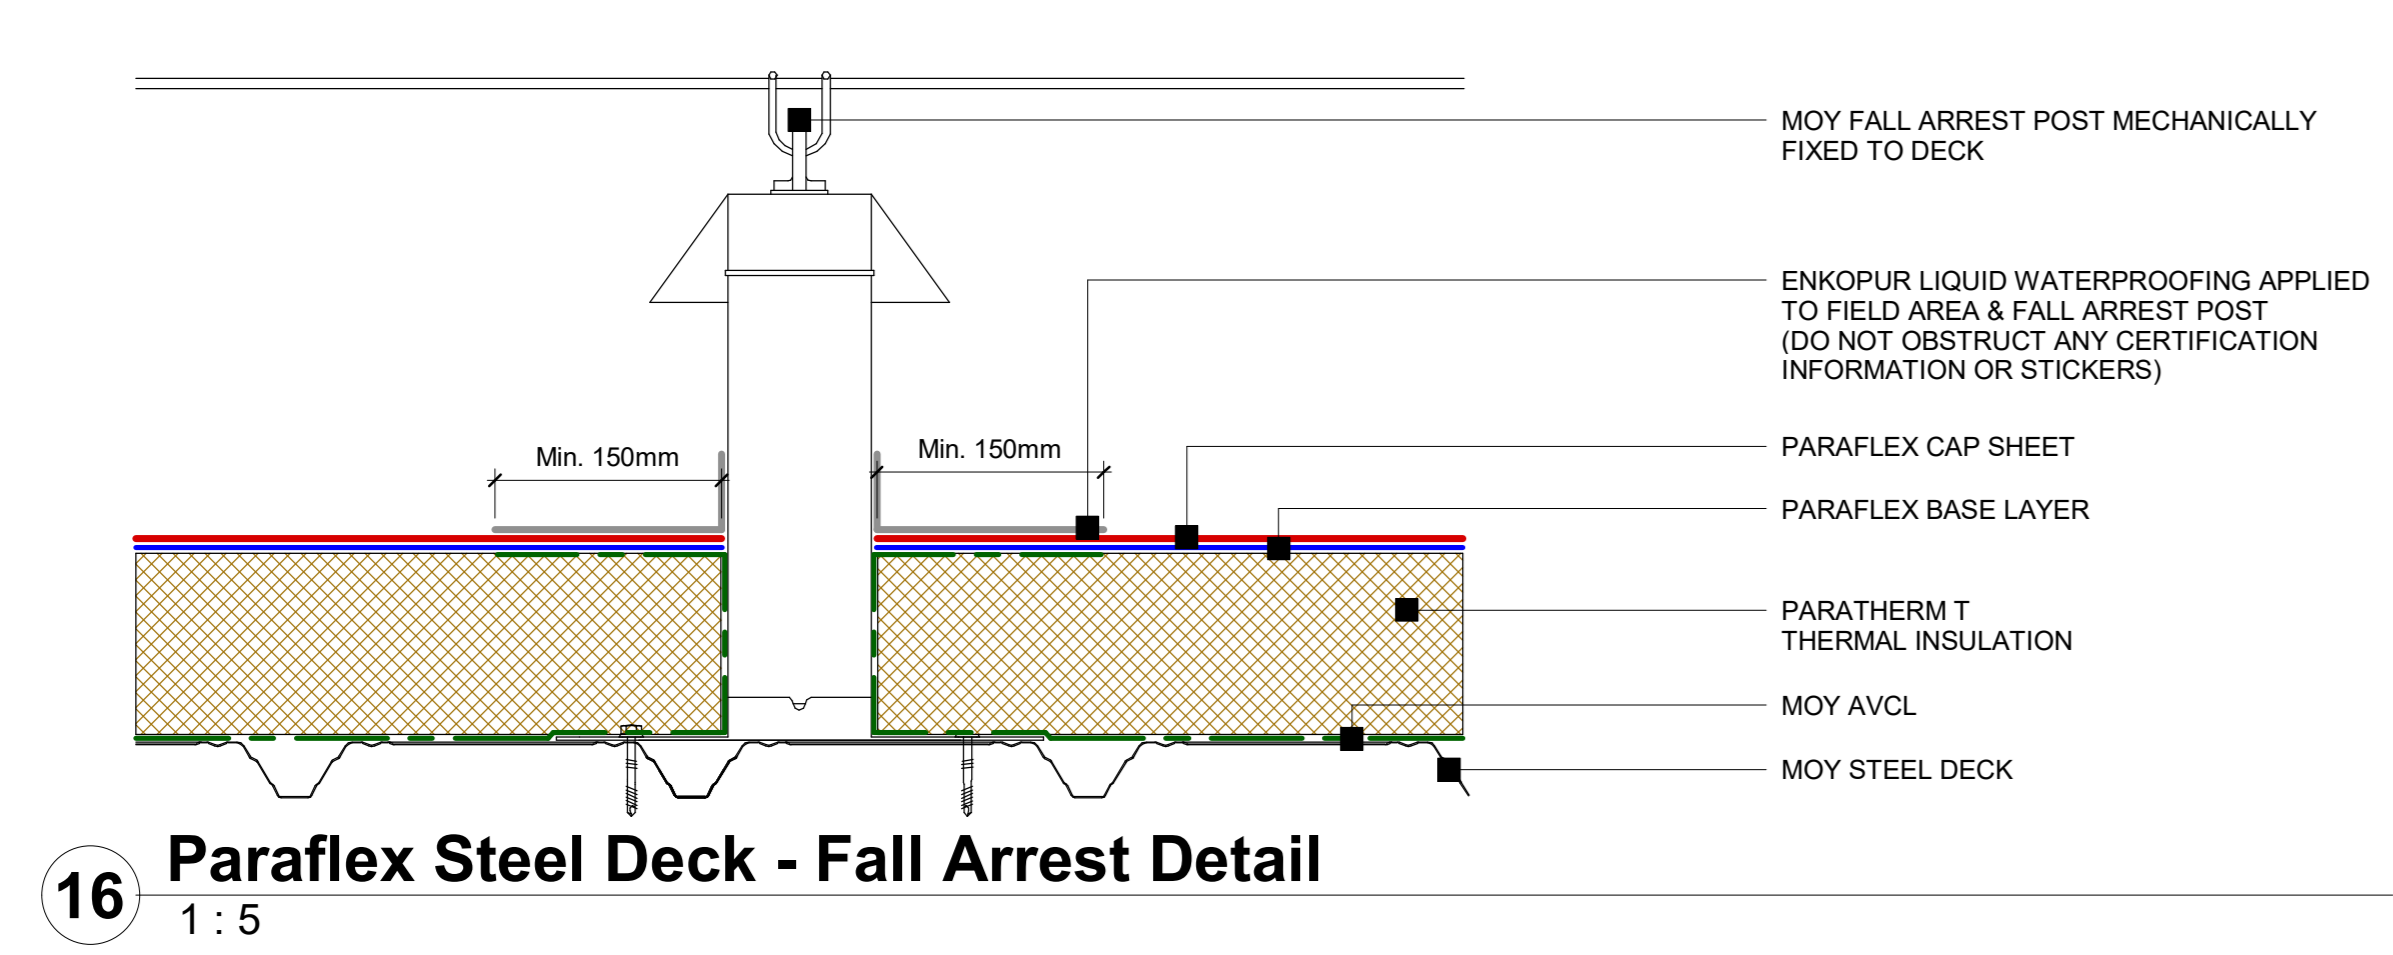 MOY FALL ARREST POST MECHANICALLY
FIXED TO DECK
ENKOPUR LIQUID WATERPROOFING APPLIED
TO FIELD AREA & FALL ARREST POST
(DO NOT OBSTRUCT ANY CERTIFICATION
INFORMATION OR STICKERS)
Min. 150mm
Min. 150mm
PARAFLEX CAP SHEET
PARAFLEX BASE LAYER
PARATHERM T
THERMAL INSULATION
MOY AVCL
MOY STEEL DECK
16 Paraflex Steel Deck - Fall Arrest Detail
1 : 5